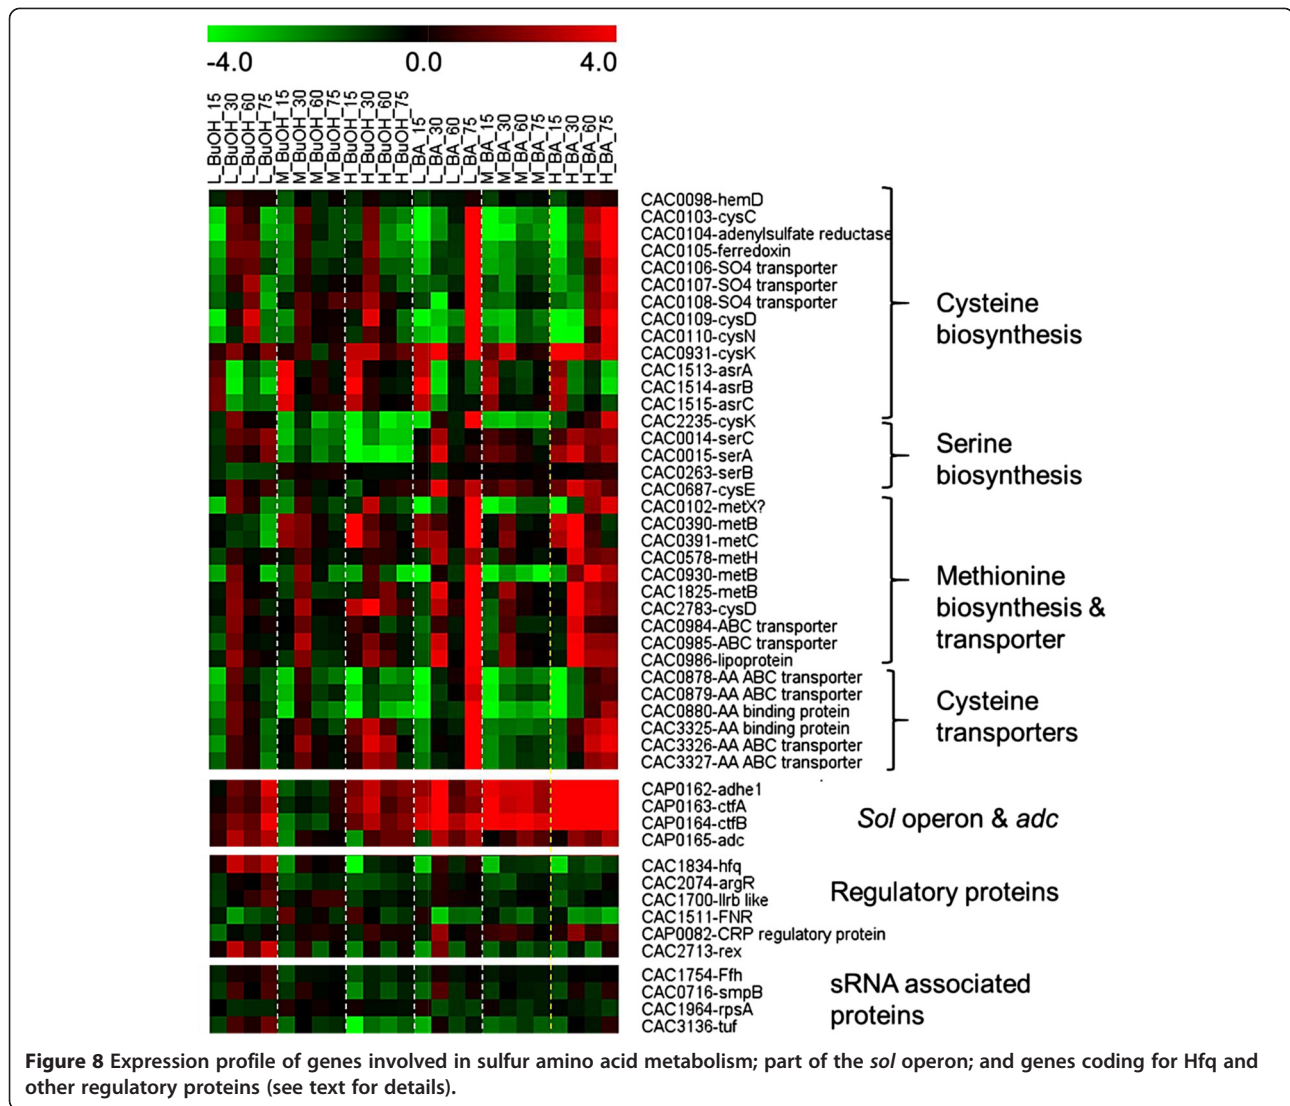 -4.0 0.0 4.0
L_BuOH_15
L_BuOH_30
L_BuOH_60
L_BuOH_75
M_BuOH_15
M_BuOH_30
M_BuOH_60
M_BuOH_75
H_BuOH_15
H_BuOH_30
H_BuOH_60
H_BuOH_75
L_BA_15
L_BA_30
L_BA_60
L_BA_75
M_BA_15
M_BA_30
M_BA_60
M_BA_75
H_BA_15
H_BA_30
H_BA_60
H_BA_75
CAC0098-hemD
CAC0103-cysC
CAC0104-adenylsulfate reductase
CAC0105-ferredoxin
CAC0106-SO4 transporter
CAC0107-SO4 transporter
CAC0108-SO4 transporter
CAC0109-cysD
CAC0110-cysN
CAC0931-cysK
CAC1513-asrA
CAC1514-asrB
CAC1515-asrC
CAC2235-cysK
Cysteine
biosynthesis
CAC0014-serC
CAC0015-serA
CAC0263-serB
CAC0687-cysE
Serine
biosynthesis
CAC0102-metX?
CAC0390-metB
CAC0391-metC
CAC0578-metH
CAC0930-metB
CAC1825-metB
CAC2783-cysD
CAC0984-ABC transporter
CAC0985-ABC transporter
CAC0986-lipoprotein
Methionine
biosynthesis &
transporter
CAC0878-AA ABC transporter
CAC0879-AA ABC transporter
CAC0880-AA binding protein
CAC3325-AA binding protein
CAC3326-AA ABC transporter
CAC3327-AA ABC transporter
Cysteine
transporters
CAP0162-adhe1
CAP0163-ctfA
CAP0164-ctfB
CAP0165-adc
Sol operon & adc
CAC1834-hfq
CAC2074-argR
CAC1700-llrb like
CAC1511-FNR
CAP0082-CRP regulatory protein
CAC2713-rex
Regulatory proteins
CAC1754-Ffh
CAC0716-smpB
CAC1964-rpsA
CAC3136-tuf
sRNA associated
proteins
Figure 8 Expression profile of genes involved in sulfur amino acid metabolism; part of the sol operon; and genes coding for Hfq and
other regulatory proteins (see text for details).